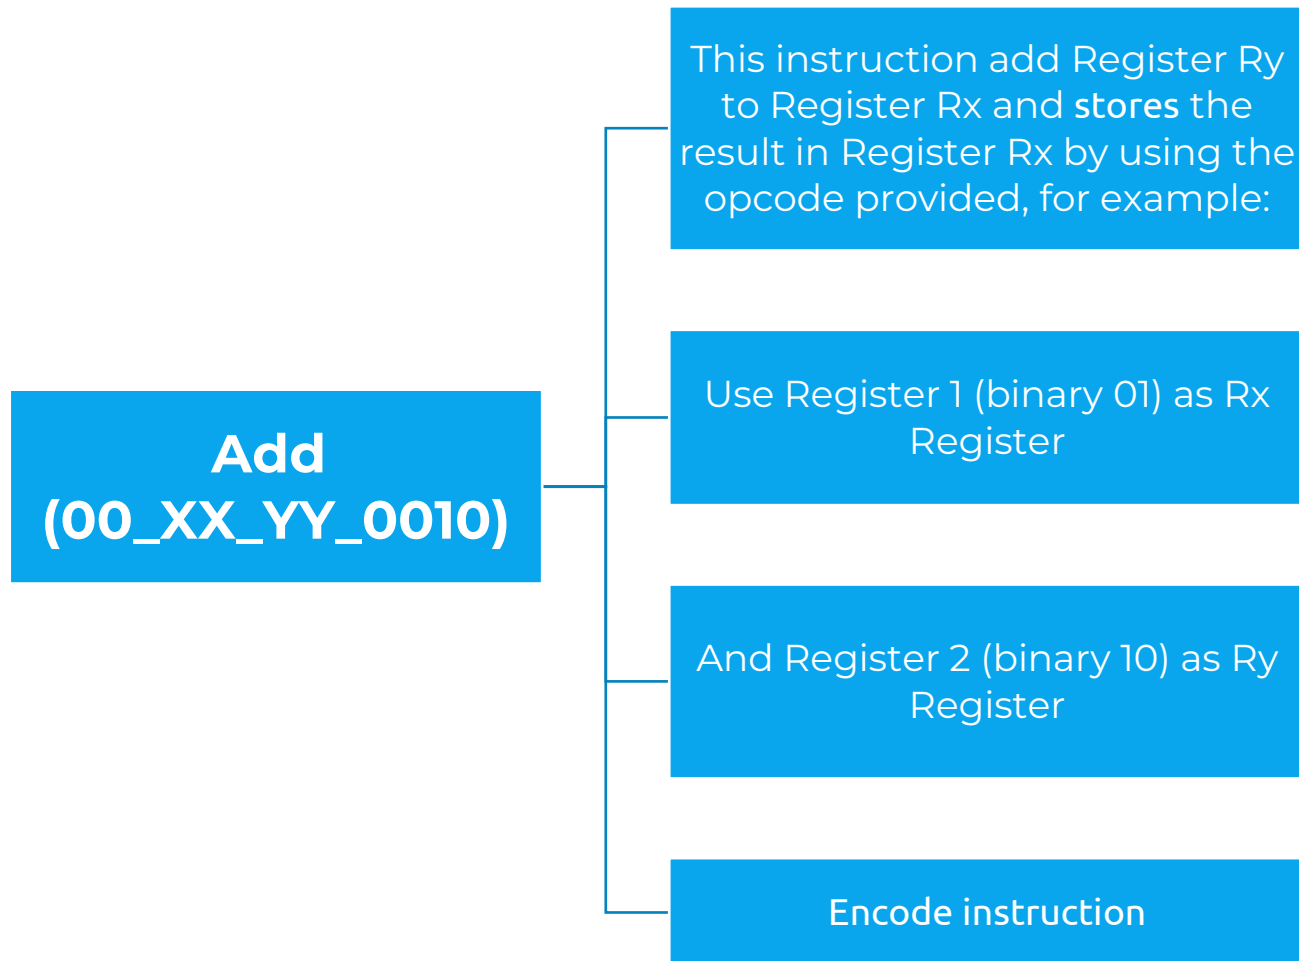 This instruction add Register Ry
to Register Rx and stores the
result in Register Rx by using the
opcode provided, for example:
Use Register 1 (binary 01) as Rx
Register
Add
(00_XX_YY_0010)
And Register 2 (binary 10) as Ry
Register
Encode instruction